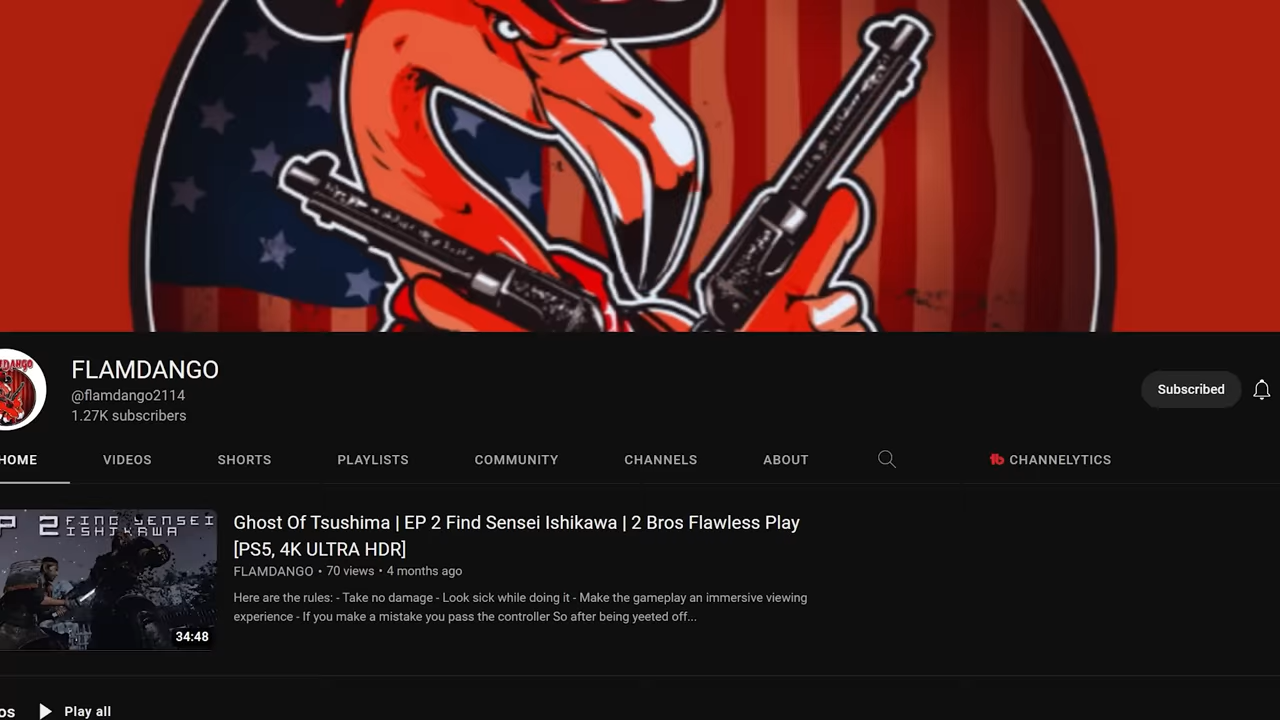 FLAMDANGO
@flamdango2114
1.27K subscribers
Subscribed
HOME
VIDEOS
SHORTS
PLAYLISTS
COMMUNITY
CHANNELS
ABOUT
CHANNELYTICS
P 2 FIND SENSEI
ISHIKAWA
34:48
Ghost Of Tsushima | EP 2 Find Sensei Ishikawa | 2 Bros Flawless Play
[PS5, 4K ULTRA HDR]
FLAMDANGO • 70 views • 4 months ago
Here are the rules: - Take no damage - Look sick while doing it - Make the gameplay an immersive viewing
experience - If you make a mistake you pass the controller So after being yeeted off...
os
Play all